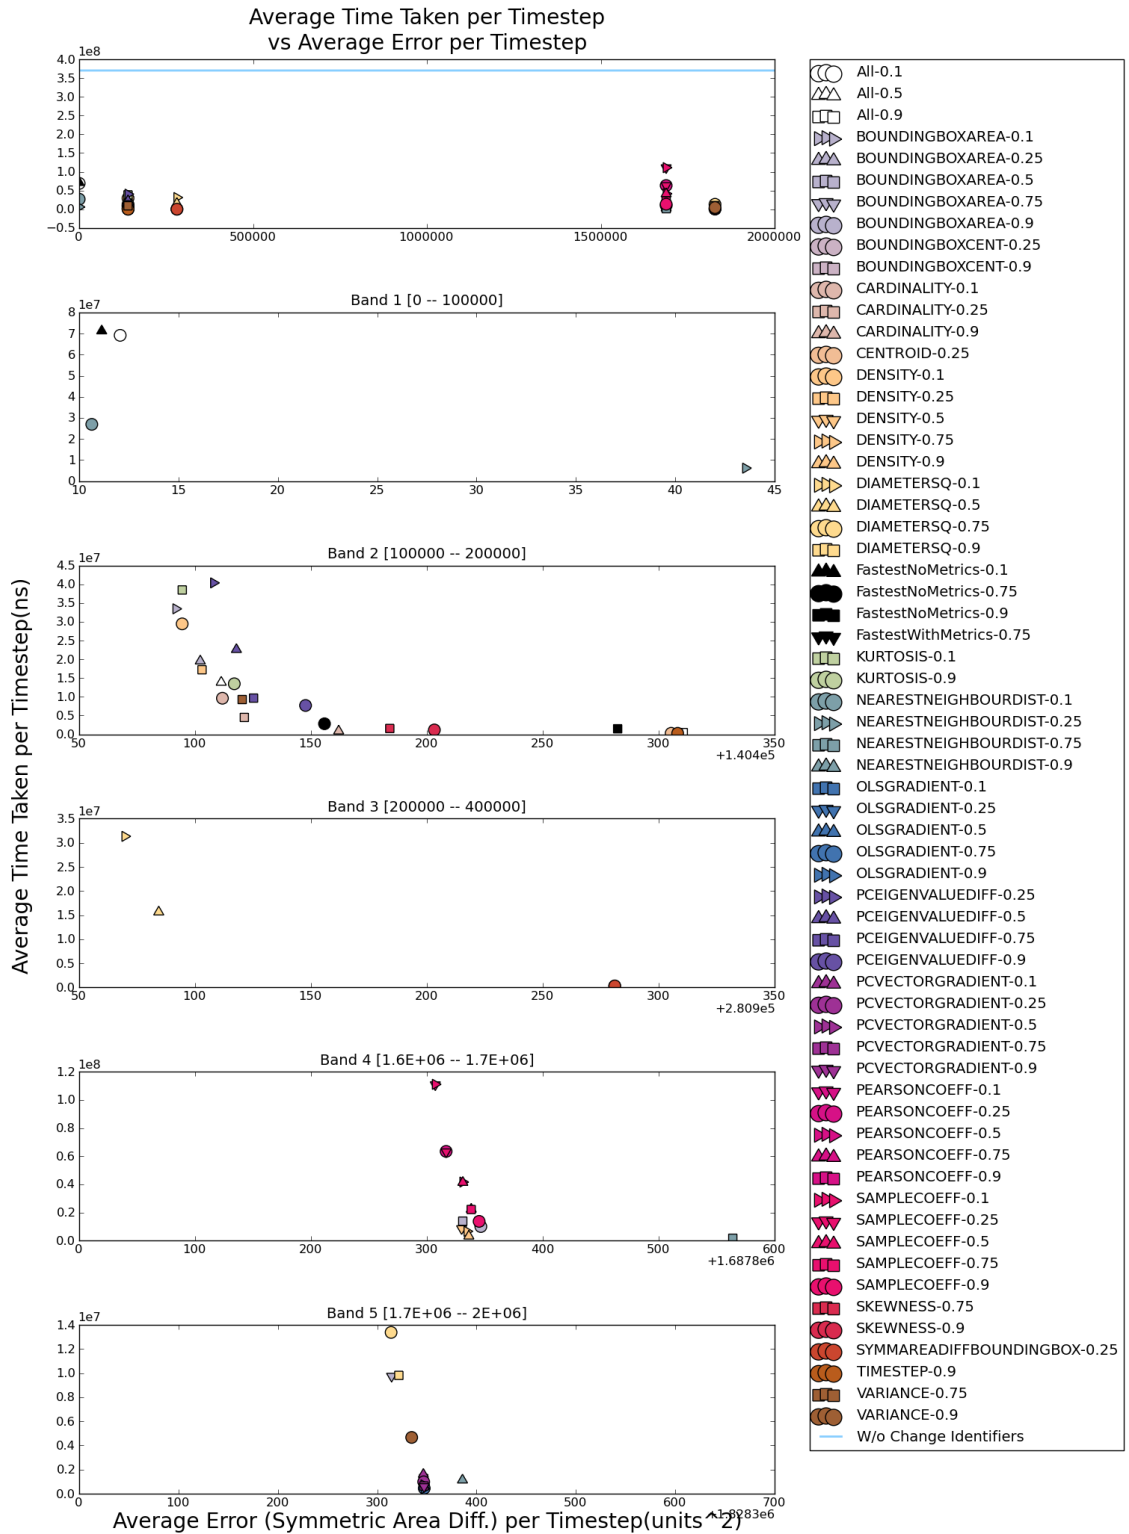 Average Time Taken per Timestep
vs Average Error per Timestep
1e8
4.0
3.5
3.0
2.5
2.0
1.5
1.0
0.5
0.0
−0.5
0 500000 1000000 1500000 2000000
Band 1 [0 -- 100000]
1e7
8
7
6
5
4
3
2
1
0
10 15 20 25 30 35 40 45
Band 2 [100000 -- 200000]
1e7
4.5
4.0
3.5
3.0
2.5
2.0
1.5
1.0
0.5
0.0
50 100 150 200 250 300 350
+1.404e5
Band 3 [200000 -- 400000]
1e7
3.5
3.0
2.5
2.0
1.5
1.0
0.5
0.0
50 100 150 200 250 300 350
+2.809e5
Band 4 [1.6E+06 -- 1.7E+06]
1e8
1.2
1.0
0.8
0.6
0.4
0.2
0.0
0 100 200 300 400 500 600
+1.6878e6
Band 5 [1.7E+06 -- 2E+06]
1e7
1.4
1.2
1.0
0.8
0.6
0.4
0.2
0.0
0 100 200 300 400 500 600 700
+1.8283e6
Average Error (Symmetric Area Diff.) per Timestep(units^2)
Average Time Taken per Timestep(ns)
All-0.1
All-0.5
All-0.9
BOUNDINGBOXAREA-0.1
BOUNDINGBOXAREA-0.25
BOUNDINGBOXAREA-0.5
BOUNDINGBOXAREA-0.75
BOUNDINGBOXAREA-0.9
BOUNDINGBOXCENT-0.25
BOUNDINGBOXCENT-0.9
CARDINALITY-0.1
CARDINALITY-0.25
CARDINALITY-0.9
CENTROID-0.25
DENSITY-0.1
DENSITY-0.25
DENSITY-0.5
DENSITY-0.75
DENSITY-0.9
DIAMETERSQ-0.1
DIAMETERSQ-0.5
DIAMETERSQ-0.75
DIAMETERSQ-0.9
FastestNoMetrics-0.1
FastestNoMetrics-0.75
FastestNoMetrics-0.9
FastestWithMetrics-0.75
KURTOSIS-0.1
KURTOSIS-0.9
NEARESTNEIGHBOURDIST-0.1
NEARESTNEIGHBOURDIST-0.25
NEARESTNEIGHBOURDIST-0.75
NEARESTNEIGHBOURDIST-0.9
OLSGRADIENT-0.1
OLSGRADIENT-0.25
OLSGRADIENT-0.5
OLSGRADIENT-0.75
OLSGRADIENT-0.9
PCEIGENVALUEDIFF-0.25
PCEIGENVALUEDIFF-0.5
PCEIGENVALUEDIFF-0.75
PCEIGENVALUEDIFF-0.9
PCVECTORGRADIENT-0.1
PCVECTORGRADIENT-0.25
PCVECTORGRADIENT-0.5
PCVECTORGRADIENT-0.75
PCVECTORGRADIENT-0.9
PEARSONCOEFF-0.1
PEARSONCOEFF-0.25
PEARSONCOEFF-0.5
PEARSONCOEFF-0.75
PEARSONCOEFF-0.9
SAMPLECOEFF-0.1
SAMPLECOEFF-0.25
SAMPLECOEFF-0.5
SAMPLECOEFF-0.75
SAMPLECOEFF-0.9
SKEWNESS-0.75
SKEWNESS-0.9
SYMMAREADIFFBOUNDINGBOX-0.25
TIMESTEP-0.9
VARIANCE-0.75
VARIANCE-0.9
W/o Change Identifiers